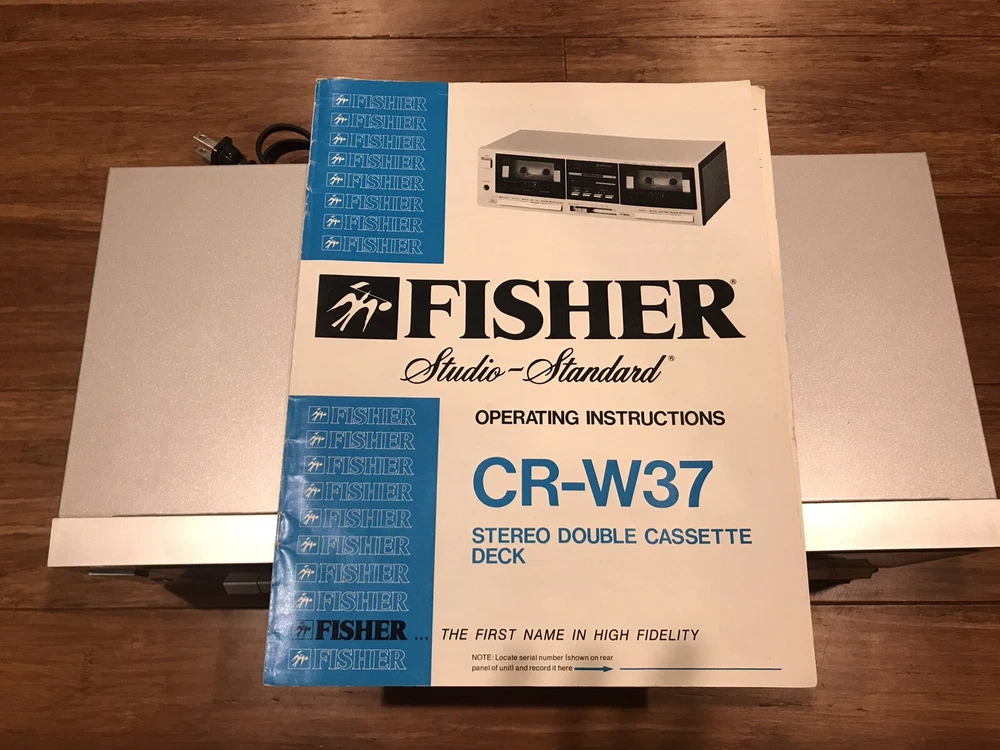 FISHER
FISHER
FISHER
FISHER
FISHER
FISHER
FISHER
FISHER
FISHER®
Studio-Standard®
OPERATING INSTRUCTIONS
CR-W37
STEREO DOUBLE CASSETTE
DECK
FISHER
FISHER
FISHER
FISHER
FISHER
FISHER
FISHER
FISHER
FISHER ... THE FIRST NAME IN HIGH FIDELITY
FISHER
NOTE: Locate serial number (shown on rear
panel of unit) and record it here